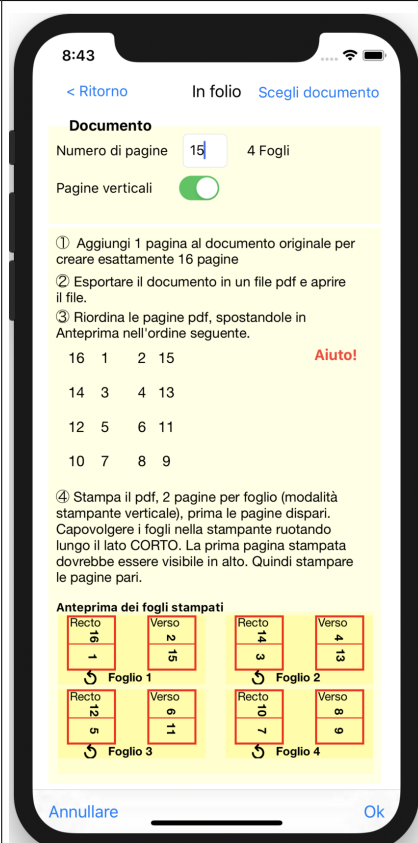 8:43
< Ritorno In folio Scegli documento
Documento
Numero di pagine 15 4 Fogli
Pagine verticali
① Aggiungi 1 pagina al documento originale per
creare esattamente 16 pagine
② Esportare il documento in un file pdf e aprire
il file.
③ Riordina le pagine pdf, spostandole in
Anteprima nell'ordine seguente.
16 1 2 15 Aiuto!
14 3 4 13
12 5 6 11
10 7 8 9
④ Stampa il pdf, 2 pagine per foglio (modalità
stampante verticale), prima le pagine dispari.
Capovolgere i fogli nella stampante ruotando
lungo il lato CORTO. La prima pagina stampata
dovrebbe essere visibile in alto. Quindi stampare
le pagine pari.
Anteprima dei fogli stampati
Recto Verso Recto Verso
16 2 14 4
1 15 3 13
Foglio 1 Foglio 2
Recto Verso Recto Verso
12 6 10 8
5 11 7 9
Foglio 3 Foglio 4
Annullare Ok